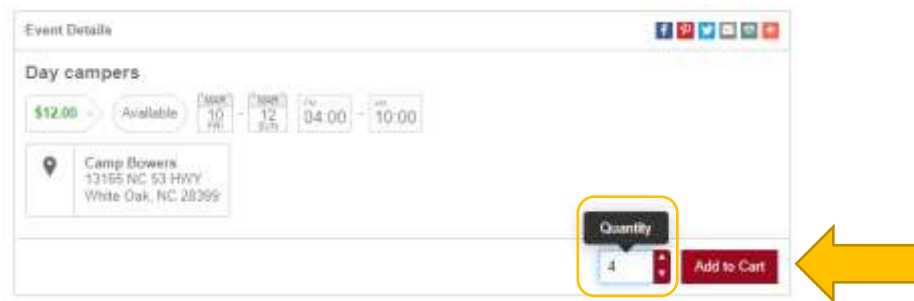 Event Details
Day campers
$12.00
Available
MAR
10
FRI
-
MAR
12
SUN
PM
04:00
-
10:00
Camp Bowers
13165 NC 53 HWY
White Oak, NC 28399
Quantity
4
Add to Cart